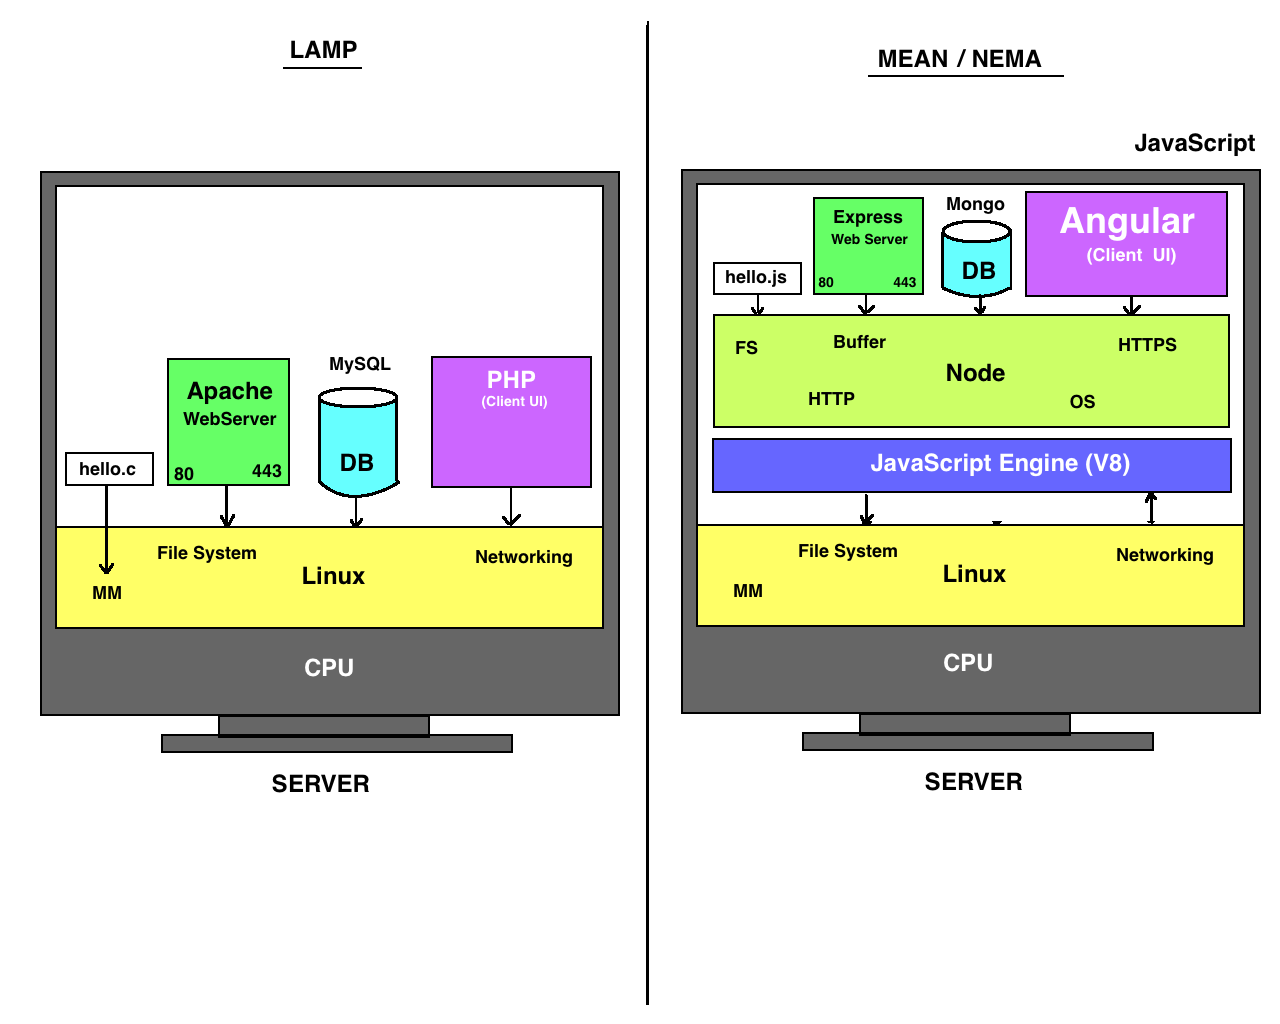 LAMP
hello.c
Apache
WebServer
80
443
MySQL
DB
PHP
(Client UI)
File System
Linux
Networking
MM
CPU
SERVER
MEAN / NEMA
JavaScript
hello.js
Express
Web Server
80
443
Mongo
DB
Angular
(Client UI)
FS
Buffer
HTTPS
Node
HTTP
OS
JavaScript Engine (V8)
File System
Networking
Linux
MM
CPU
SERVER